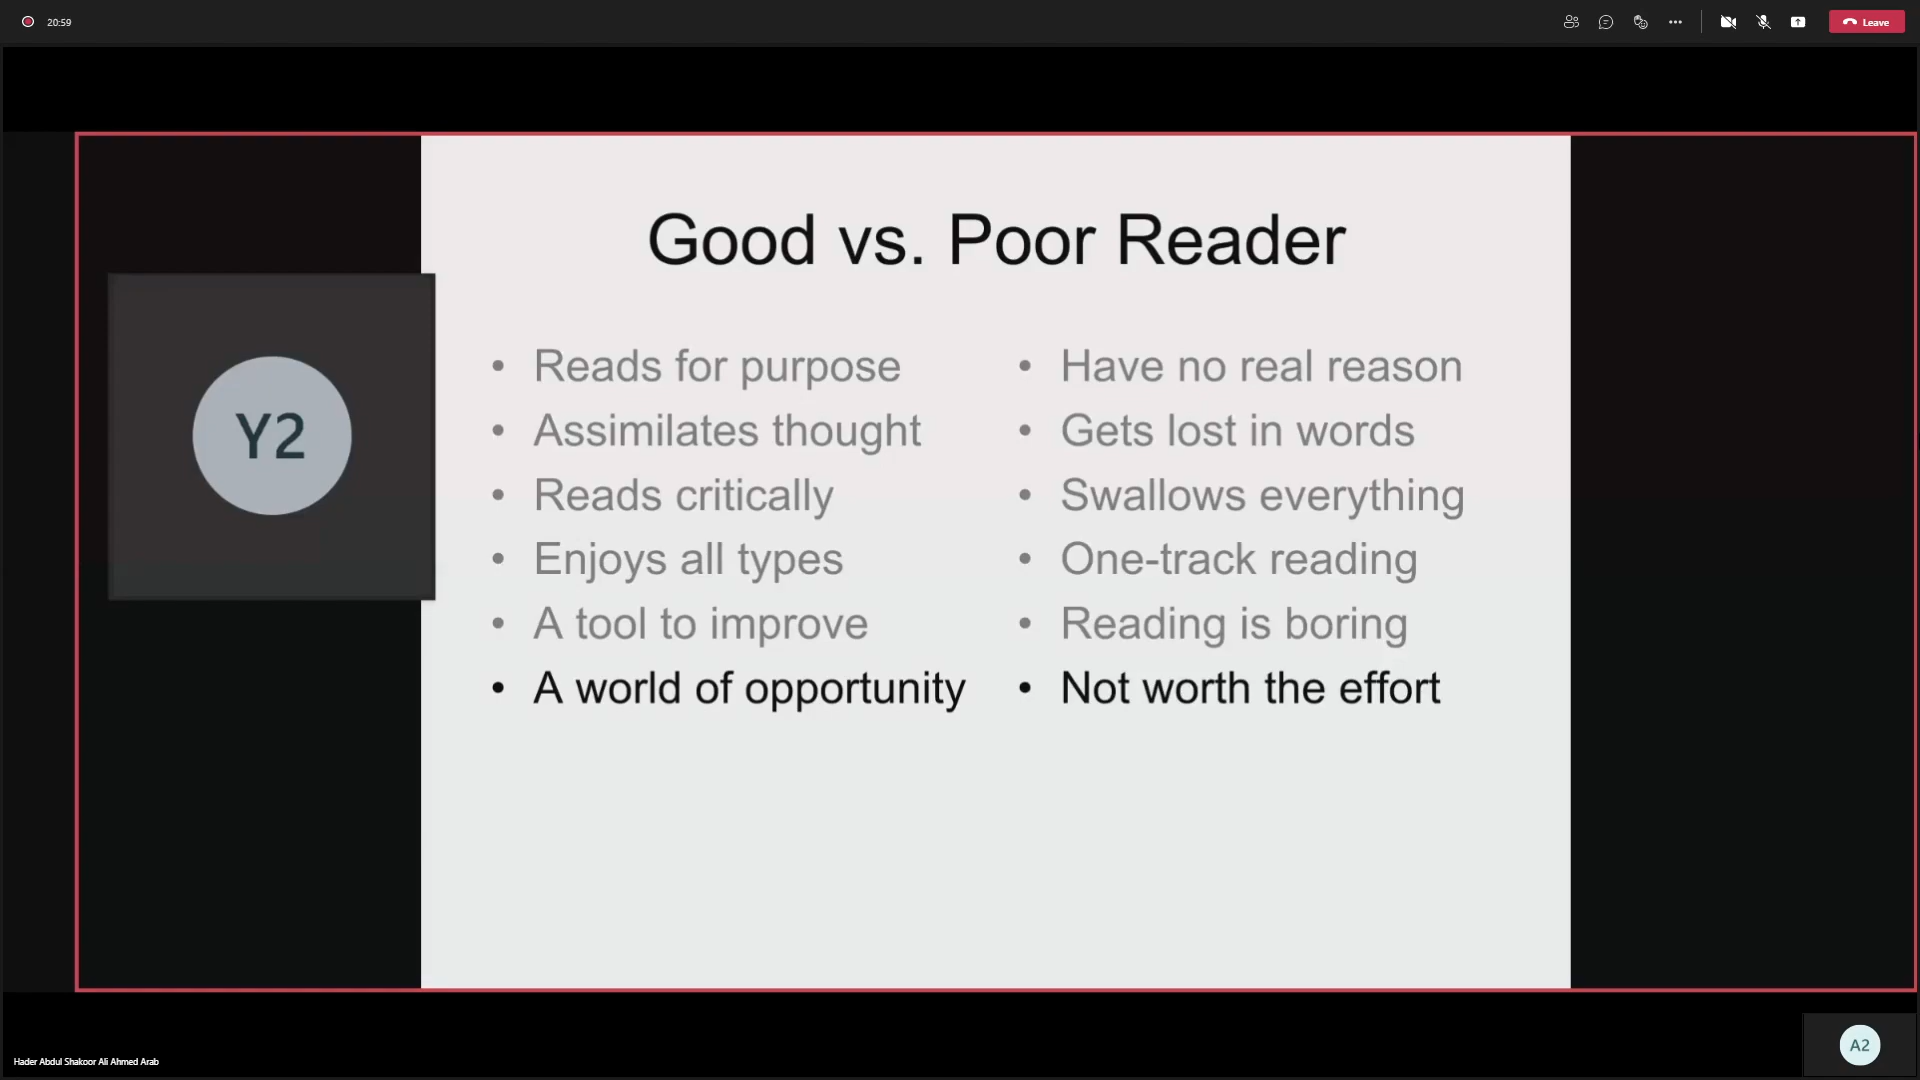 20:59
Leave
Good vs. Poor Reader
Y2
• Reads for purpose
• Assimilates thought
• Reads critically
• Enjoys all types
• A tool to improve
• A world of opportunity
• Have no real reason
• Gets lost in words
• Swallows everything
• One-track reading
• Reading is boring
• Not worth the effort
Hader Abdul Shakoor Ali Ahmed Arab
A2